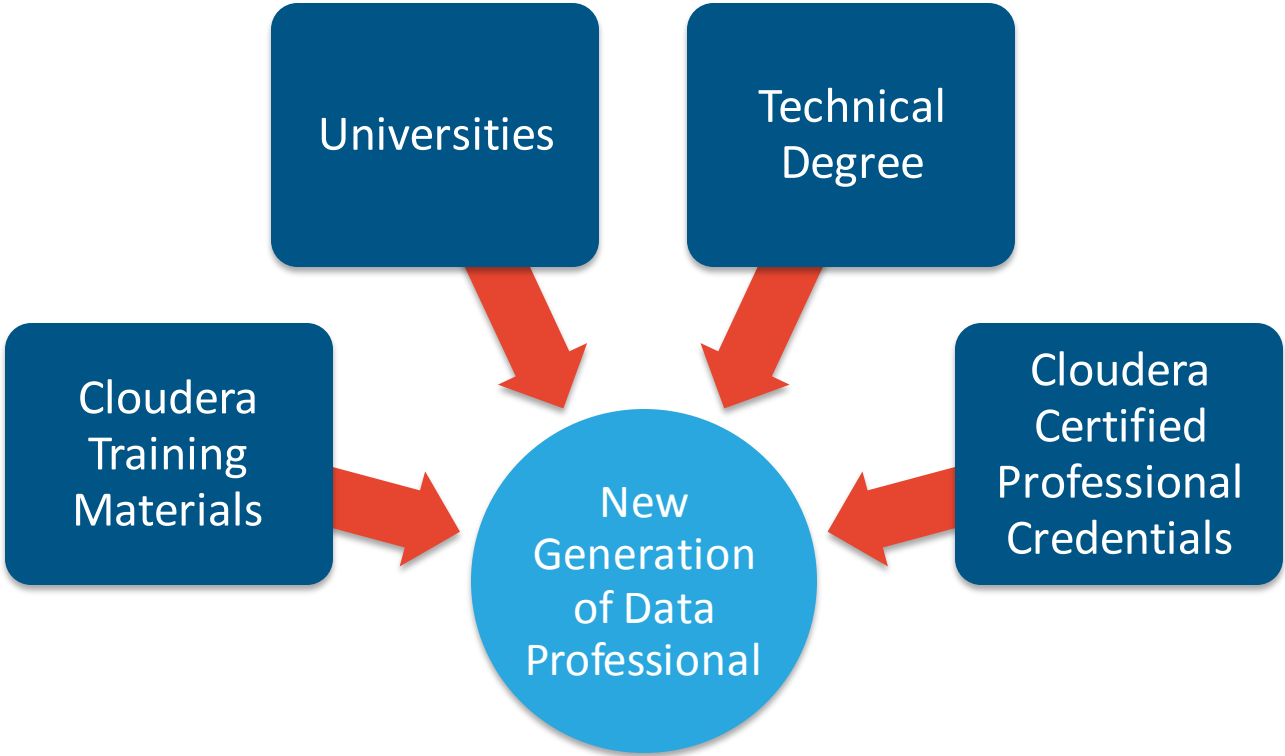 Universities
Technical
Degree
Cloudera
Training
Materials
Cloudera
Certified
Professional
Credentials
New
Generation
of Data
Professional